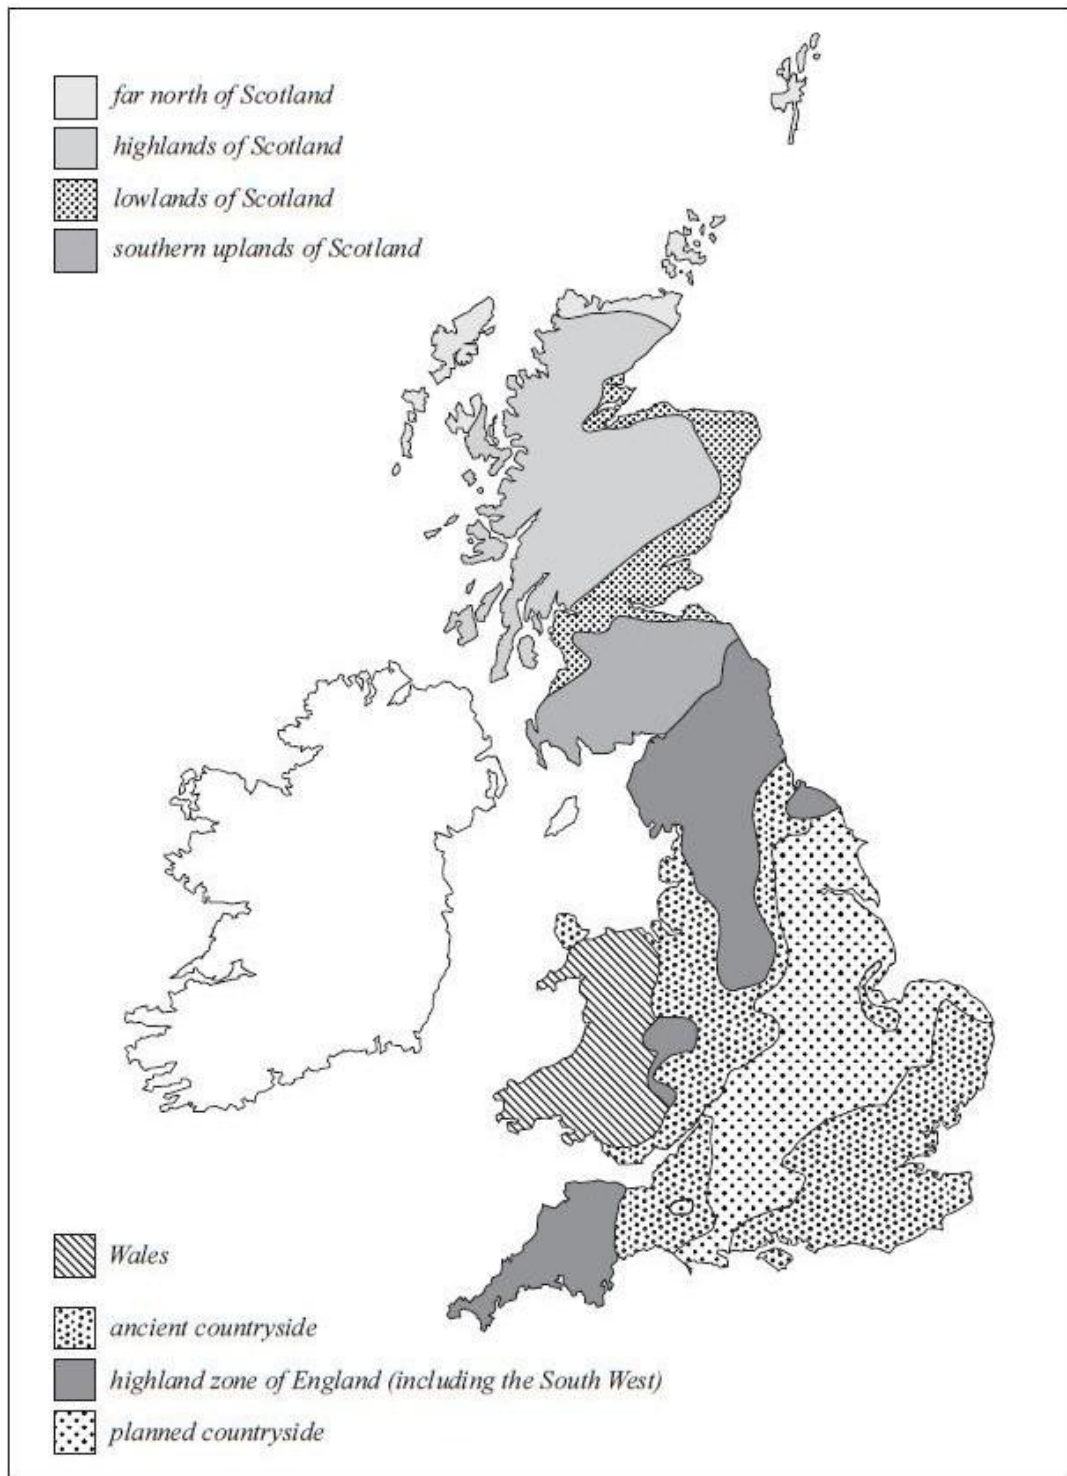 far north of Scotland
highlands of Scotland
lowlands of Scotland
southern uplands of Scotland
Wales
ancient countryside
highland zone of England (including the South West)
planned countryside